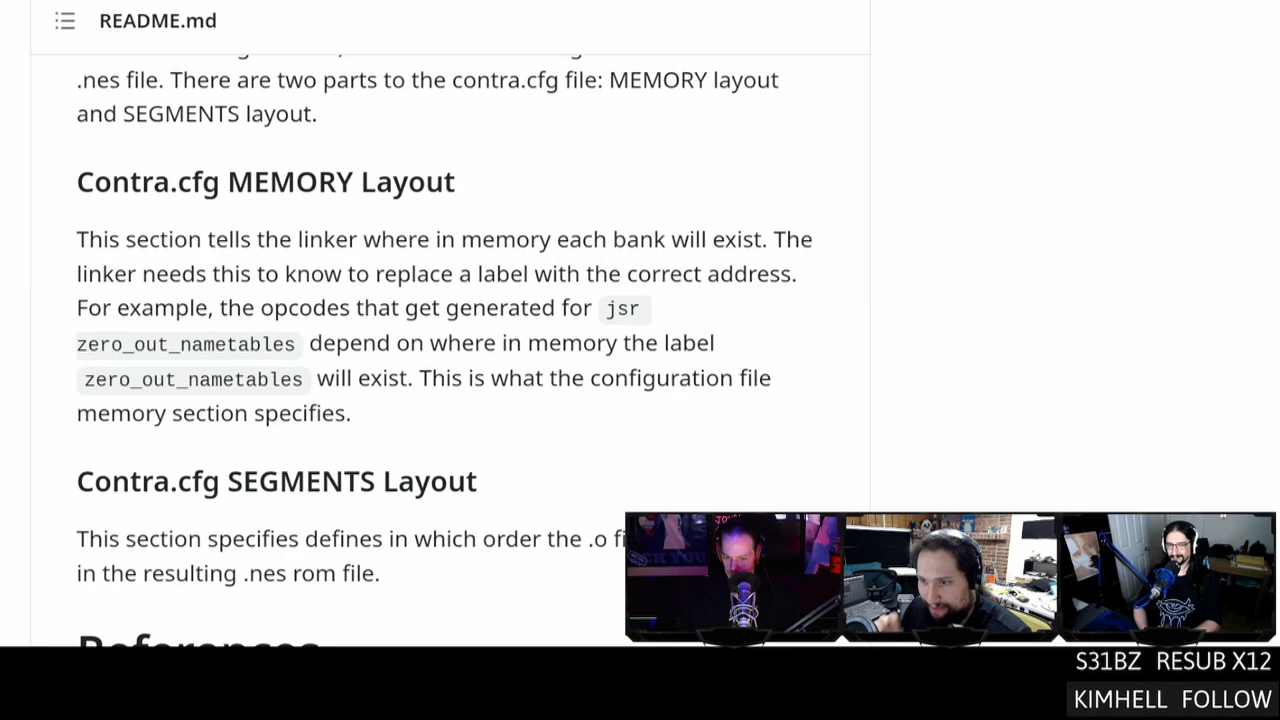 README.md
.nes file. There are two parts to the contra.cfg file: MEMORY layout
and SEGMENTS layout.
Contra.cfg MEMORY Layout
This section tells the linker where in memory each bank will exist. The
linker needs this to know to replace a label with the correct address.
For example, the opcodes that get generated for jsr
zero_out_nametables depend on where in memory the label
zero_out_nametables will exist. This is what the configuration file
memory section specifies.
Contra.cfg SEGMENTS Layout
This section specifies defines in which order the .o
in the resulting .nes rom file.
References
S31BZ RESUB X12
KIMHELL FOLLOW